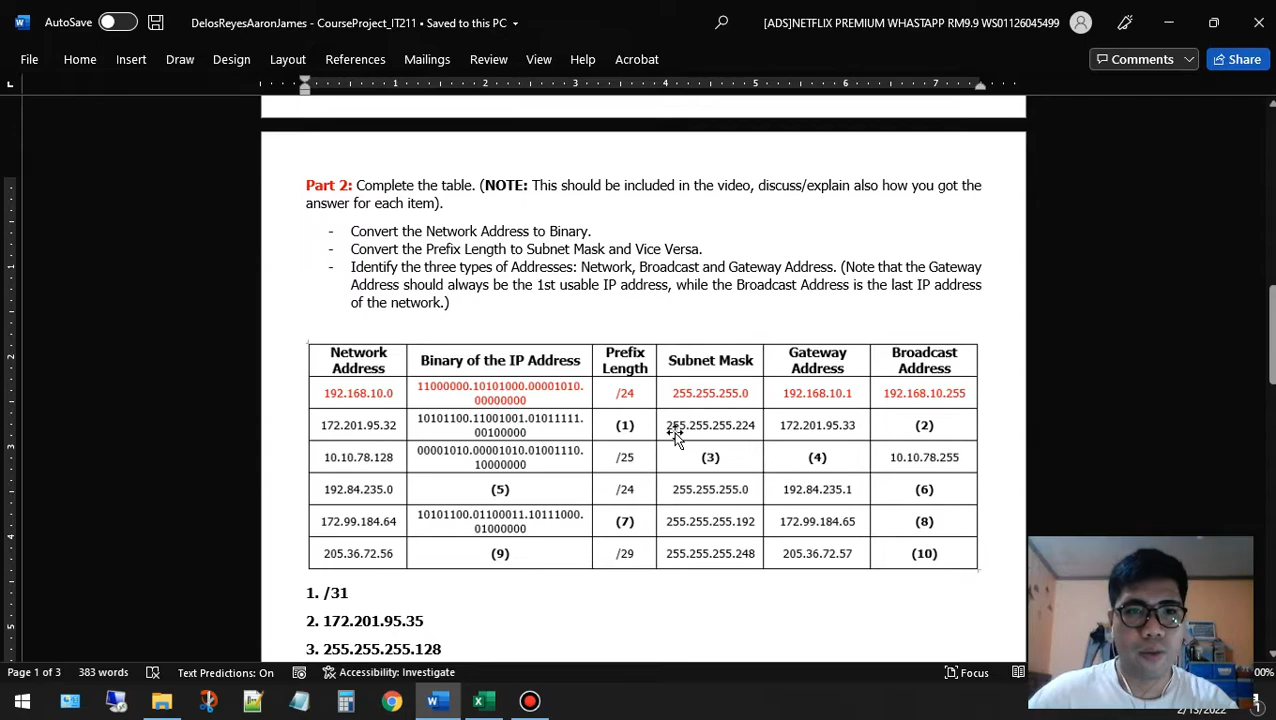 AutoSave Off DelosReyesAaronJames - CourseProject_IT211 • Saved to this PC [ADS]NETFLIX PREMIUM WHASTAPP RM9.9 WS01126045499
File Home Insert Draw Design Layout References Mailings Review View Help Acrobat Comments Share
1 2 3 4 5 6 7
Part 2: Complete the table. (NOTE: This should be included in the video, discuss/explain also how you got the
answer for each item).
- Convert the Network Address to Binary.
- Convert the Prefix Length to Subnet Mask and Vice Versa.
- Identify the three types of Addresses: Network, Broadcast and Gateway Address. (Note that the Gateway
Address should always be the 1st usable IP address, while the Broadcast Address is the last IP address
of the network.)
Network Address Binary of the IP Address Prefix Length Subnet Mask Gateway Address Broadcast Address
192.168.10.0 11000000.10101000.00001010.00000000 /24 255.255.255.0 192.168.10.1 192.168.10.255
172.201.95.32 10101100.11001001.01011111.00100000 (1) 255.255.255.224 172.201.95.33 (2)
10.10.78.128 00001010.00001010.01001110.10000000 /25 (3) (4) 10.10.78.255
192.84.235.0 (5) /24 255.255.255.0 192.84.235.1 (6)
172.99.184.64 10101100.01100011.10111000.01000000 (7) 255.255.255.192 172.99.184.65 (8)
205.36.72.56 (9) /29 255.255.255.248 205.36.72.57 (10)
1. /31
2. 172.201.95.35
3. 255.255.255.128
Page 1 of 3 383 words Text Predictions: On Accessibility: Investigate Focus 00%
2/13/2022